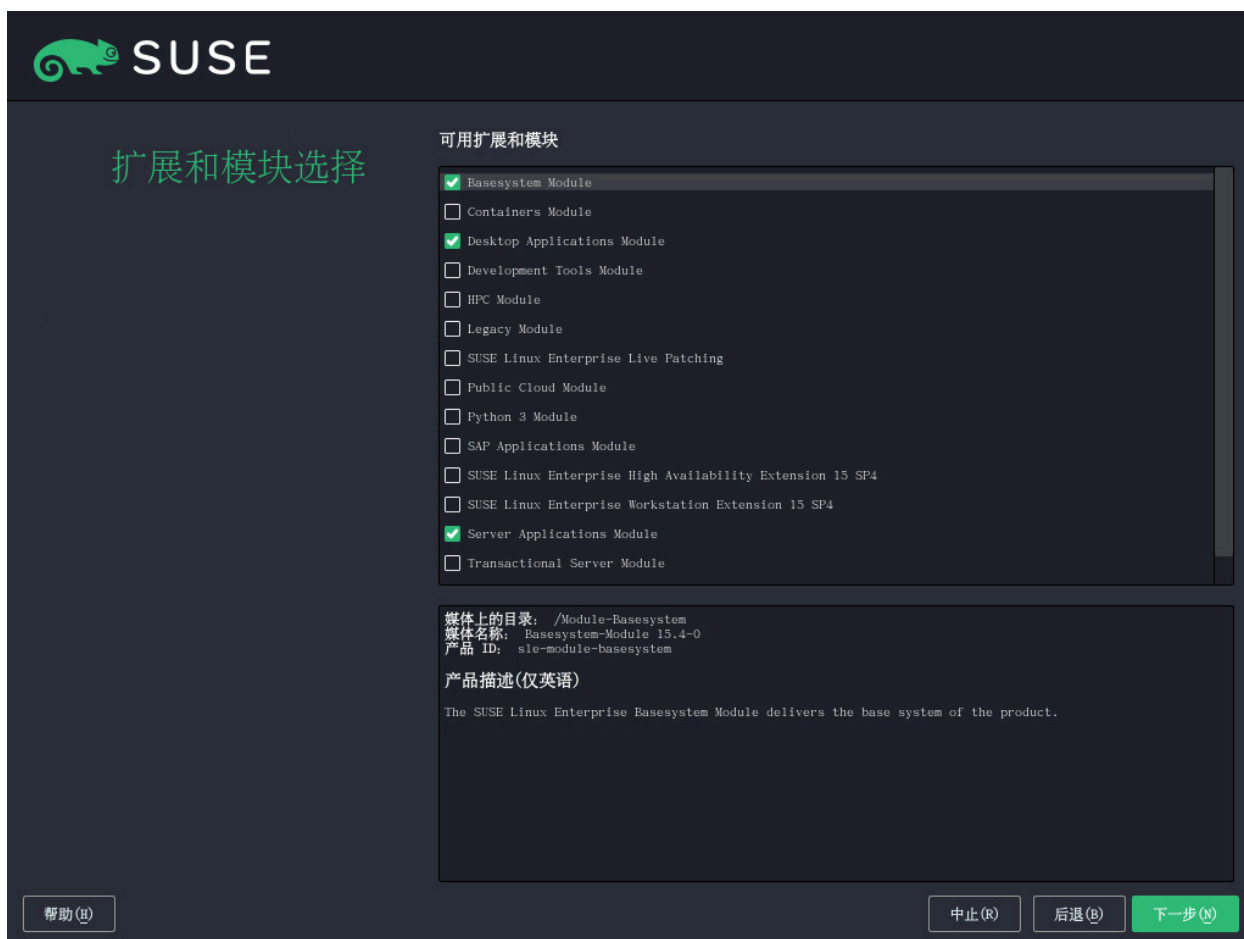 SUSE
扩展和模块选择
可用扩展和模块
Basesystem Module
Containers Module
Desktop Applications Module
Development Tools Module
HPC Module
Legacy Module
SUSE Linux Enterprise Live Patching
Public Cloud Module
Python 3 Module
SAP Applications Module
SUSE Linux Enterprise High Availability Extension 15 SP4
SUSE Linux Enterprise Workstation Extension 15 SP4
Server Applications Module
Transactional Server Module
媒体上的目录: /Module-Basesystem
媒体名称: Basesystem-Module 15.4-0
产品 ID: sle-module-basesystem
产品描述(仅英语)
The SUSE Linux Enterprise Basesystem Module delivers the base system of the product.
帮助(H)
中止(R)
后退(B)
下一步(N)